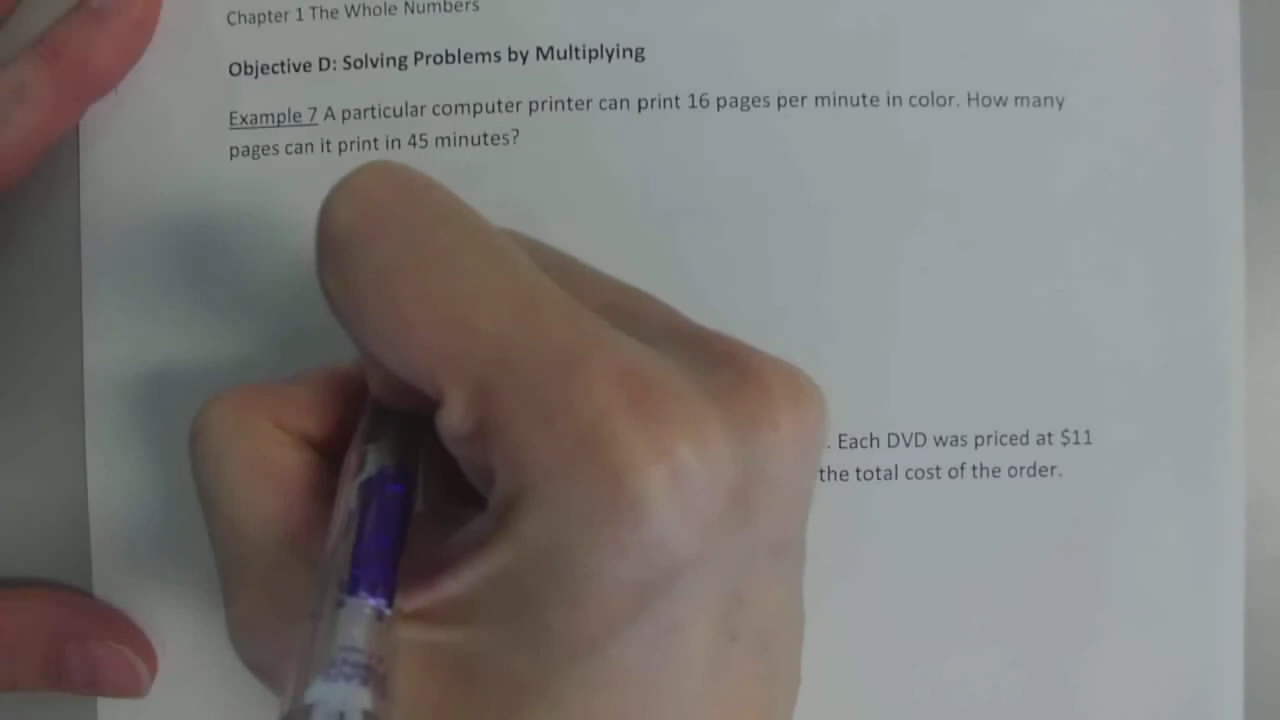 Chapter 1 The Whole Numbers
Objective D: Solving Problems by Multiplying
Example 7 A particular computer printer can print 16 pages per minute in color. How many
pages can it print in 45 minutes?
. Each DVD was priced at $11
the total cost of the order.